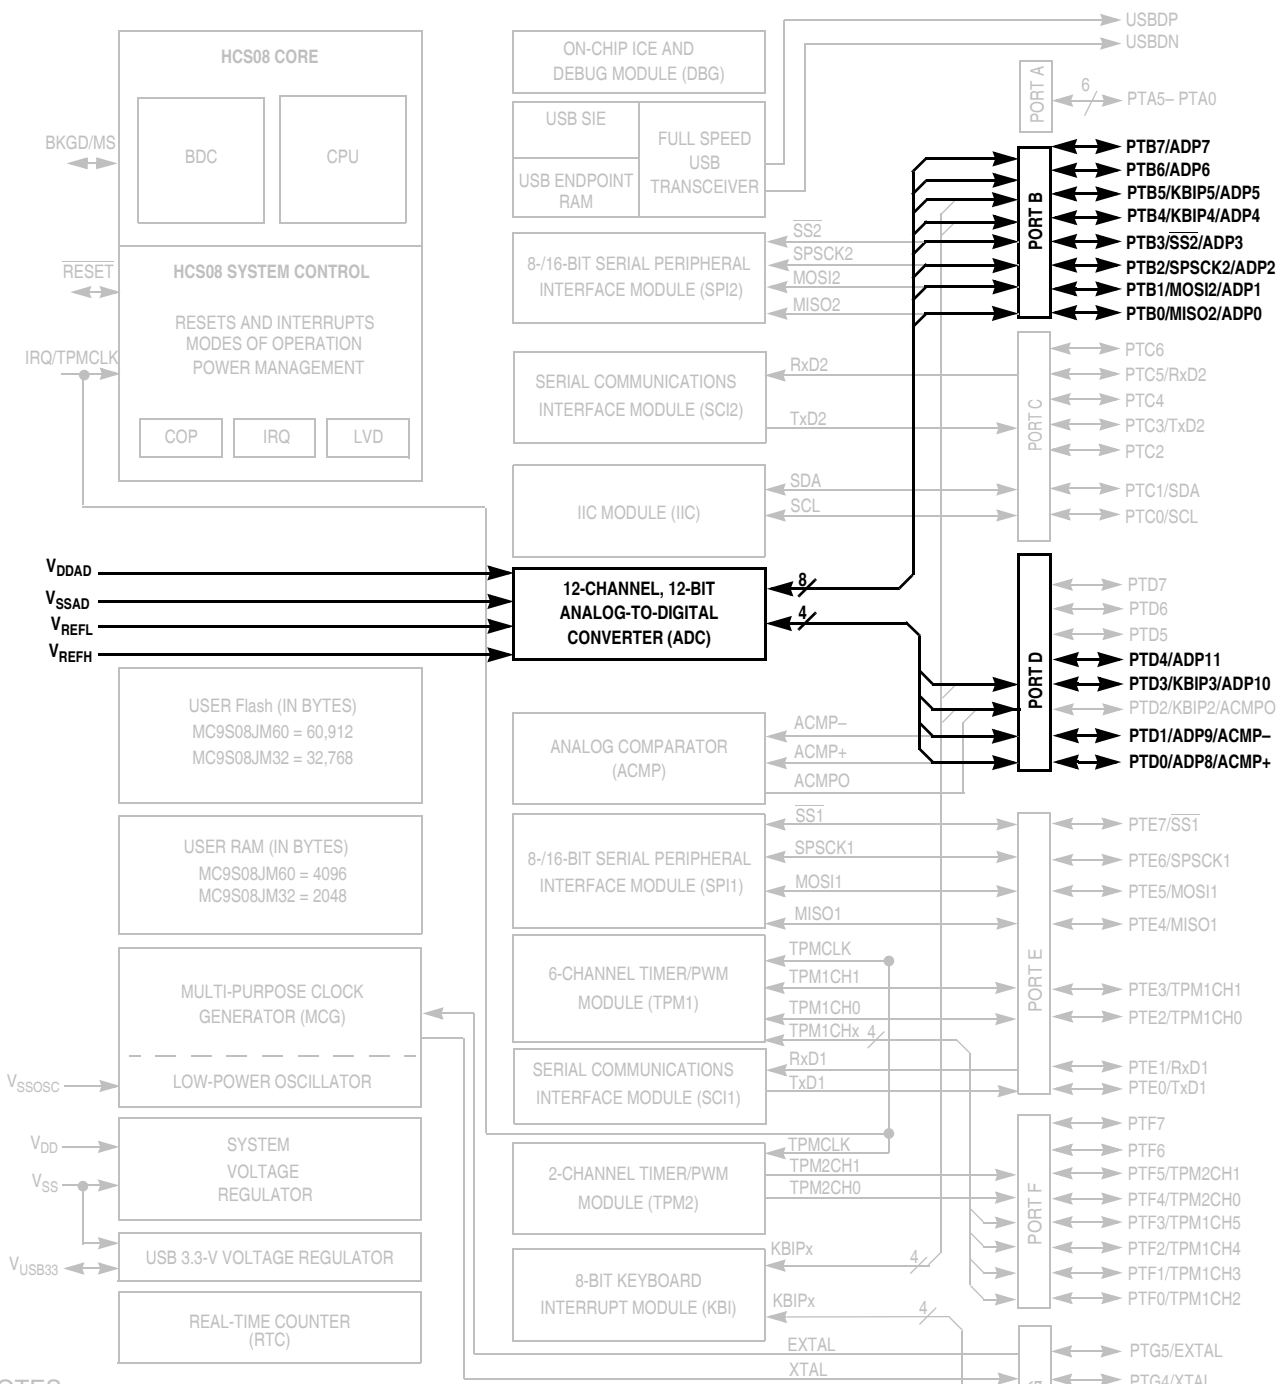 HCS08 CORE
BDC
CPU
BKGD/MS
HCS08 SYSTEM CONTROL
RESET
RESETS AND INTERRUPTS
MODES OF OPERATION
POWER MANAGEMENT
IRQ/TPMCLK
COP
IRQ
LVD
VDDAD
VSSAD
VREFL
VREFH
USER Flash (IN BYTES)
MC9S08JM60 = 60,912
MC9S08JM32 = 32,768
USER RAM (IN BYTES)
MC9S08JM60 = 4096
MC9S08JM32 = 2048
MULTI-PURPOSE CLOCK
GENERATOR (MCG)
LOW-POWER OSCILLATOR
VSSOSC
VDD
VSS
SYSTEM
VOLTAGE
REGULATOR
VUSB33
USB 3.3-V VOLTAGE REGULATOR
REAL-TIME COUNTER
(RTC)
ON-CHIP ICE AND
DEBUG MODULE (DBG)
USB SIE
USB ENDPOINT
RAM
FULL SPEED
USB
TRANSCEIVER
8-/16-BIT SERIAL PERIPHERAL
INTERFACE MODULE (SPI2)
SS2
SPSCK2
MOSI2
MISO2
SERIAL COMMUNICATIONS
INTERFACE MODULE (SCI2)
RxD2
TxD2
IIC MODULE (IIC)
SDA
SCL
12-CHANNEL, 12-BIT
ANALOG-TO-DIGITAL
CONVERTER (ADC)
8
4
ANALOG COMPARATOR
(ACMP)
ACMP–
ACMP+
ACMPO
8-/16-BIT SERIAL PERIPHERAL
INTERFACE MODULE (SPI1)
SS1
SPSCK1
MOSI1
MISO1
6-CHANNEL TIMER/PWM
MODULE (TPM1)
TPMCLK
TPM1CH1
TPM1CH0
TPM1CHx 4
SERIAL COMMUNICATIONS
INTERFACE MODULE (SCI1)
RxD1
TxD1
2-CHANNEL TIMER/PWM
MODULE (TPM2)
TPMCLK
TPM2CH1
TPM2CH0
8-BIT KEYBOARD
INTERRUPT MODULE (KBI)
KBIPx 4
KBIPx 4
EXTAL
XTAL
USBDP
USBDN
PORT A
6
PTA5– PTA0
PORT B
PTB7/ADP7
PTB6/ADP6
PTB5/KBIP5/ADP5
PTB4/KBIP4/ADP4
PTB3/SS2/ADP3
PTB2/SPSCK2/ADP2
PTB1/MOSI2/ADP1
PTB0/MISO2/ADP0
PORT C
PTC6
PTC5/RxD2
PTC4
PTC3/TxD2
PTC2
PTC1/SDA
PTC0/SCL
PORT D
PTD7
PTD6
PTD5
PTD4/ADP11
PTD3/KBIP3/ADP10
PTD2/KBIP2/ACMPO
PTD1/ADP9/ACMP–
PTD0/ADP8/ACMP+
PORT E
PTE7/SS1
PTE6/SPSCK1
PTE5/MOSI1
PTE4/MISO1
PTE3/TPM1CH1
PTE2/TPM1CH0
PTE1/RxD1
PTE0/TxD1
PORT F
PTF7
PTF6
PTF5/TPM2CH1
PTF4/TPM2CH0
PTF3/TPM1CH5
PTF2/TPM1CH4
PTF1/TPM1CH3
PTF0/TPM1CH2
PTG5/EXTAL
PTG4/XTAL